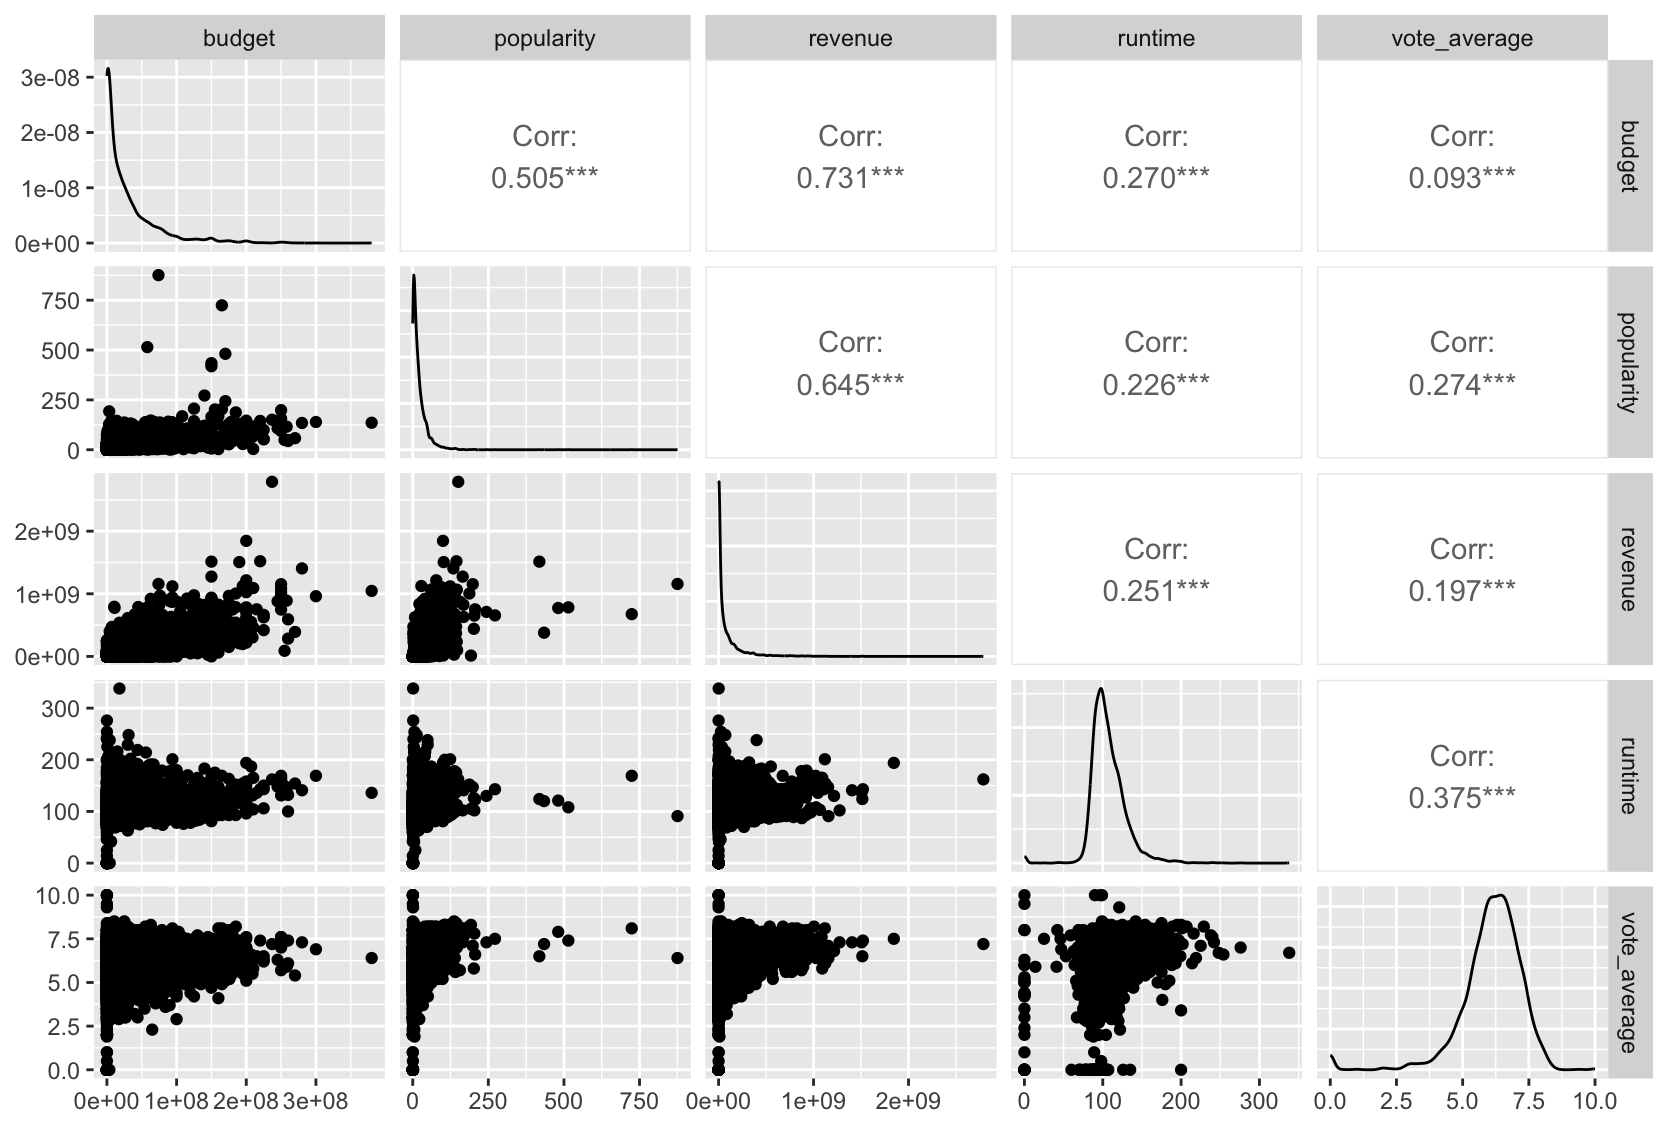 budget popularity revenue runtime vote_average
3e-08
2e-08
1e-08
0e+00
Corr:
0.505***
Corr:
0.731***
Corr:
0.270***
Corr:
0.093***
budget
750
500
250
0
Corr:
0.645***
Corr:
0.226***
Corr:
0.274***
popularity
2e+09
1e+09
0e+00
Corr:
0.251***
Corr:
0.197***
revenue
300
200
100
0
Corr:
0.375***
runtime
10.0
7.5
5.0
2.5
0.0
vote_average
0e+00 1e+08 2e+08 3e+08 0 250 500 750 0e+00 1e+09 2e+09 0 100 200 300 0.0 2.5 5.0 7.5 10.0